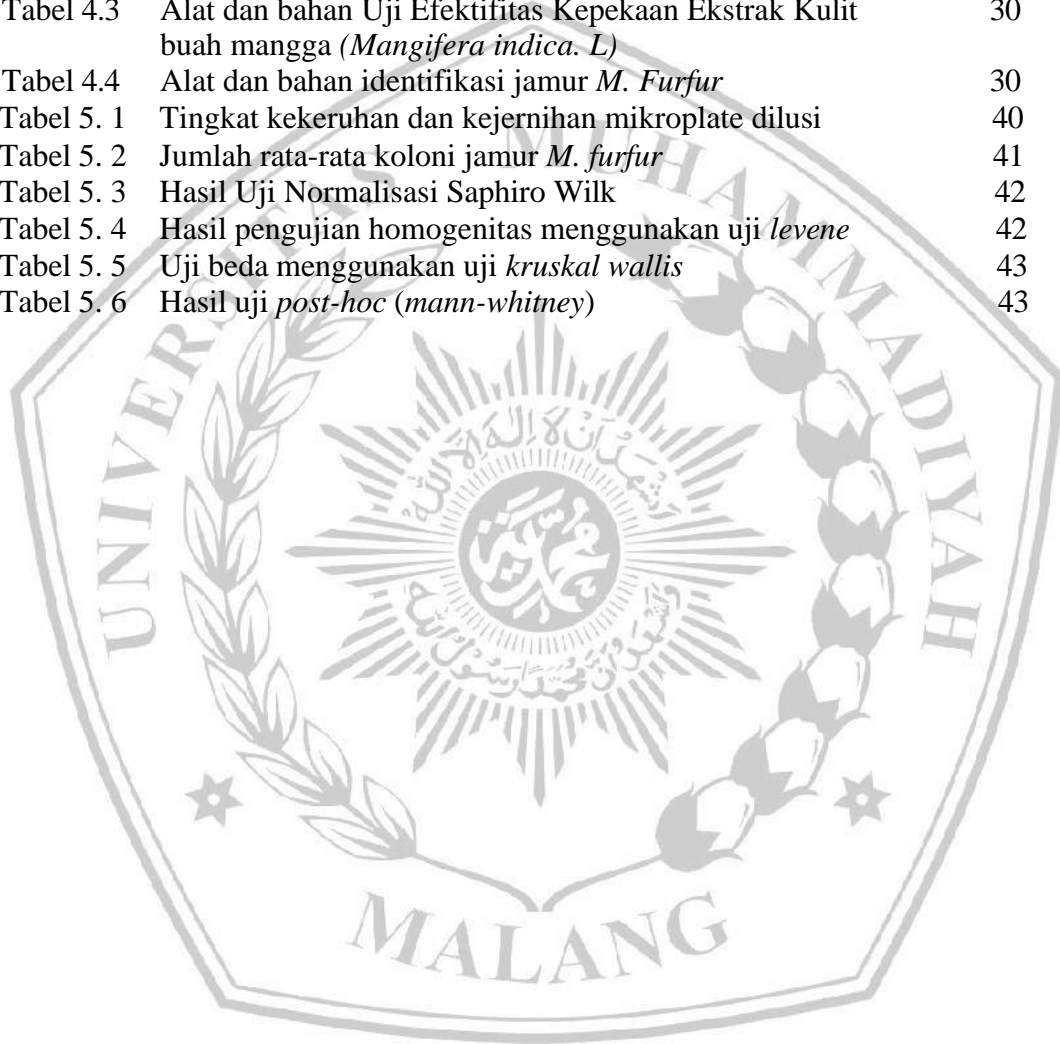 Tabel 4.3 Alat dan bahan Uji Efektifitas Kepekaan Ekstrak Kulit 30
buah mangga (Mangifera indica. L)
Tabel 4.4 Alat dan bahan identifikasi jamur M. Furfur 30
Tabel 5. 1 Tingkat kekeruhan dan kejernihan mikroplate dilusi 40
Tabel 5. 2 Jumlah rata-rata koloni jamur M. furfur 41
Tabel 5. 3 Hasil Uji Normalisasi Saphiro Wilk 42
Tabel 5. 4 Hasil pengujian homogenitas menggunakan uji levene 42
Tabel 5. 5 Uji beda menggunakan uji kruskal wallis 43
Tabel 5. 6 Hasil uji post-hoc (mann-whitney) 43
UNIVERSITAS MUHAMMADIYAH
MALANG